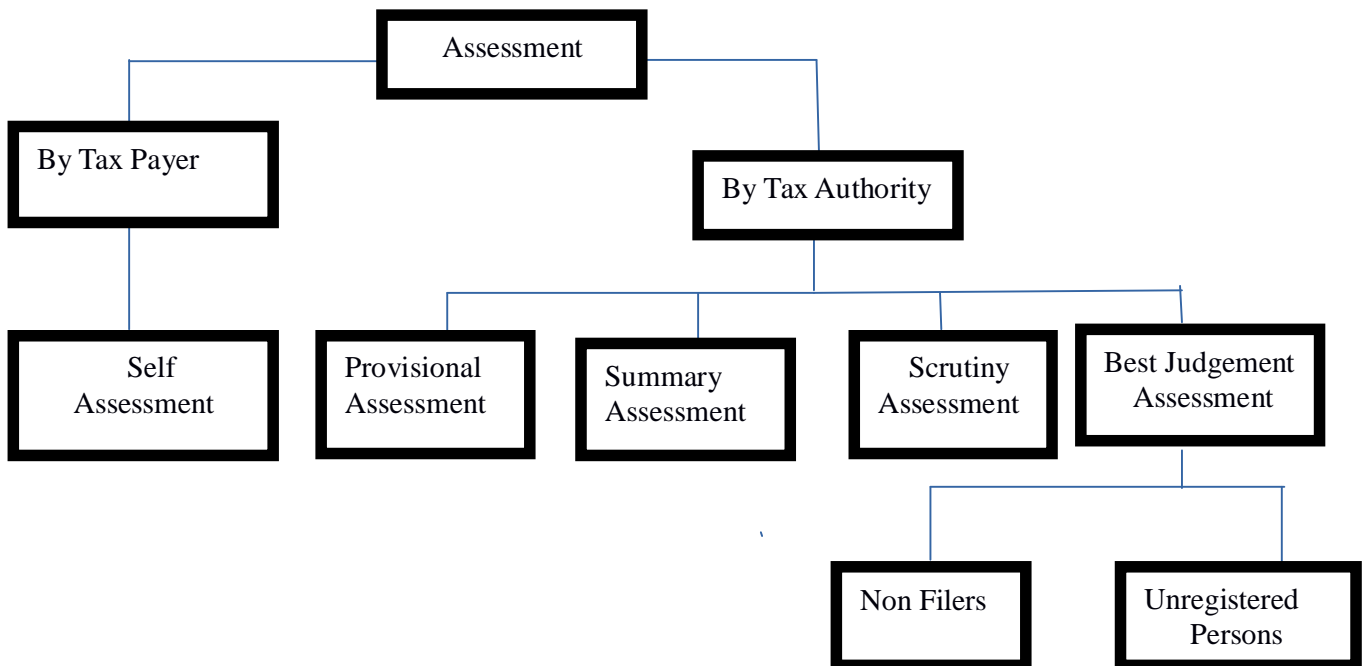 Assessment
By Tax Payer
By Tax Authority
Self
Assessment
Provisional
Assessment
Summary
Assessment
Scrutiny
Assessment
Best Judgement
Assessment
Non Filers
Unregistered
Persons